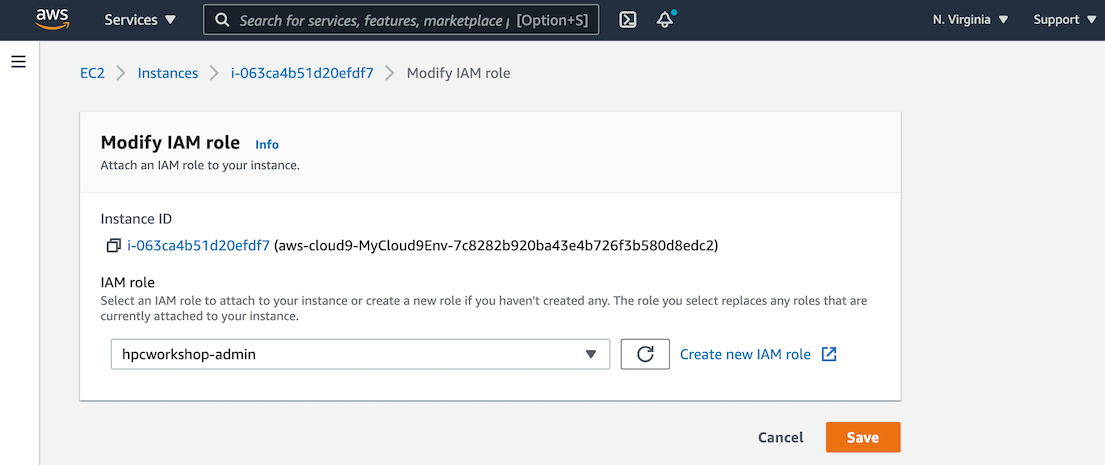 aws Services Search for services, features, marketplace p [Option+S] N. Virginia Support
EC2 Instances i-063ca4b51d20efdf7 Modify IAM role
Modify IAM role Info
Attach an IAM role to your instance.
Instance ID
i-063ca4b51d20efdf7 (aws-cloud9-MyCloud9Env-7c8282b920ba43e4b726f3b580d8edc2)
IAM role
Select an IAM role to attach to your instance or create a new role if you haven't created any. The role you select replaces any roles that are
currently attached to your instance.
hpcworkshop-admin Create new IAM role
Cancel Save